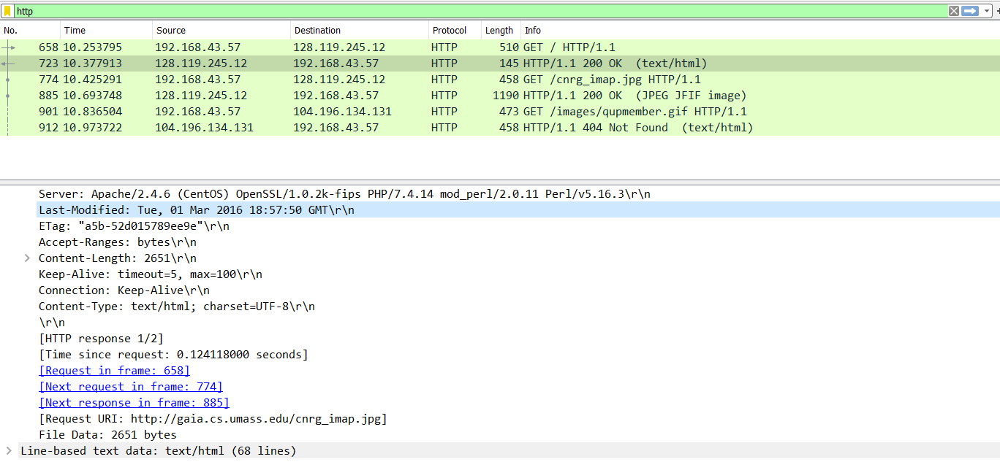 http
No. Time Source Destination Protocol Length Info
658 10.253795 192.168.43.57 128.119.245.12 HTTP 510 GET / HTTP/1.1
723 10.377913 128.119.245.12 192.168.43.57 HTTP 145 HTTP/1.1 200 OK (text/html)
774 10.425291 192.168.43.57 128.119.245.12 HTTP 458 GET /cnrg_imap.jpg HTTP/1.1
885 10.693748 128.119.245.12 192.168.43.57 HTTP 1190 HTTP/1.1 200 OK (JPEG JFIF image)
901 10.836504 192.168.43.57 104.196.134.131 HTTP 473 GET /images/qupmember.gif HTTP/1.1
912 10.973722 104.196.134.131 192.168.43.57 HTTP 458 HTTP/1.1 404 Not Found (text/html)
Server: Apache/2.4.6 (CentOS) OpenSSL/1.0.2k-fips PHP/7.4.14 mod_perl/2.0.11 Perl/v5.16.3\r\n
Last-Modified: Tue, 01 Mar 2016 18:57:50 GMT\r\n
ETag: "a5b-52d015789ee9e"\r\n
Accept-Ranges: bytes\r\n
Content-Length: 2651\r\n
Keep-Alive: timeout=5, max=100\r\n
Connection: Keep-Alive\r\n
Content-Type: text/html; charset=UTF-8\r\n
\r\n
[HTTP response 1/2]
[Time since request: 0.124118000 seconds]
[Request in frame: 658]
[Next request in frame: 774]
[Next response in frame: 885]
[Request URI: http://gaia.cs.umass.edu/cnrg_imap.jpg]
File Data: 2651 bytes
Line-based text data: text/html (68 lines)